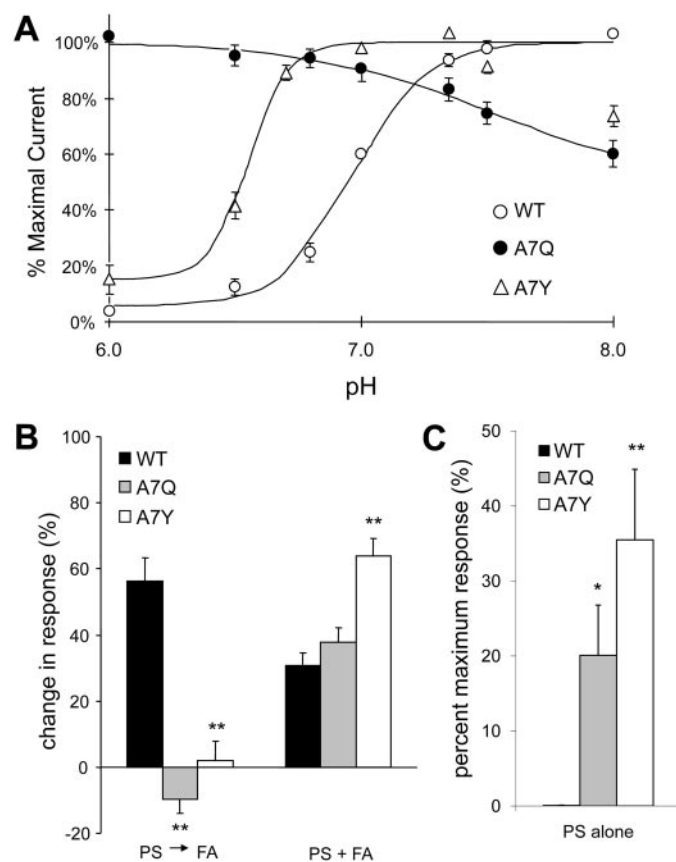 A
100%
80%
60%
40%
20%
0%
% Maximal Current
WT
A7Q
A7Y
6.0 7.0 8.0
pH
B
100
80
60
40
20
0
-20
change in response (%)
WT
A7Q
A7Y
**
**
**
PS → FA PS + FA
C
50
40
30
20
10
0
percent maximum response (%)
WT
A7Q
A7Y
*
**
PS alone